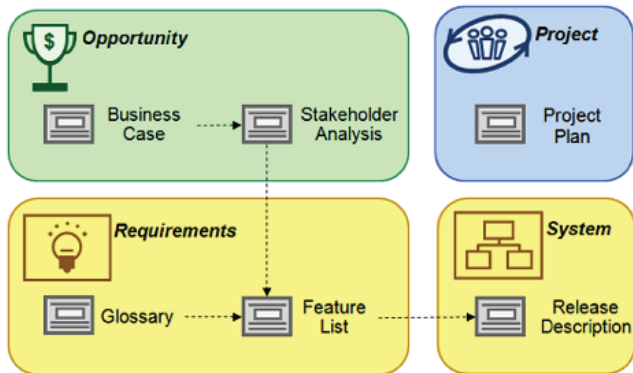 $
Opportunity
Business
Case
Stakeholder
Analysis
Project
Project
Plan
Requirements
Glossary
Feature
List
System
Release
Description